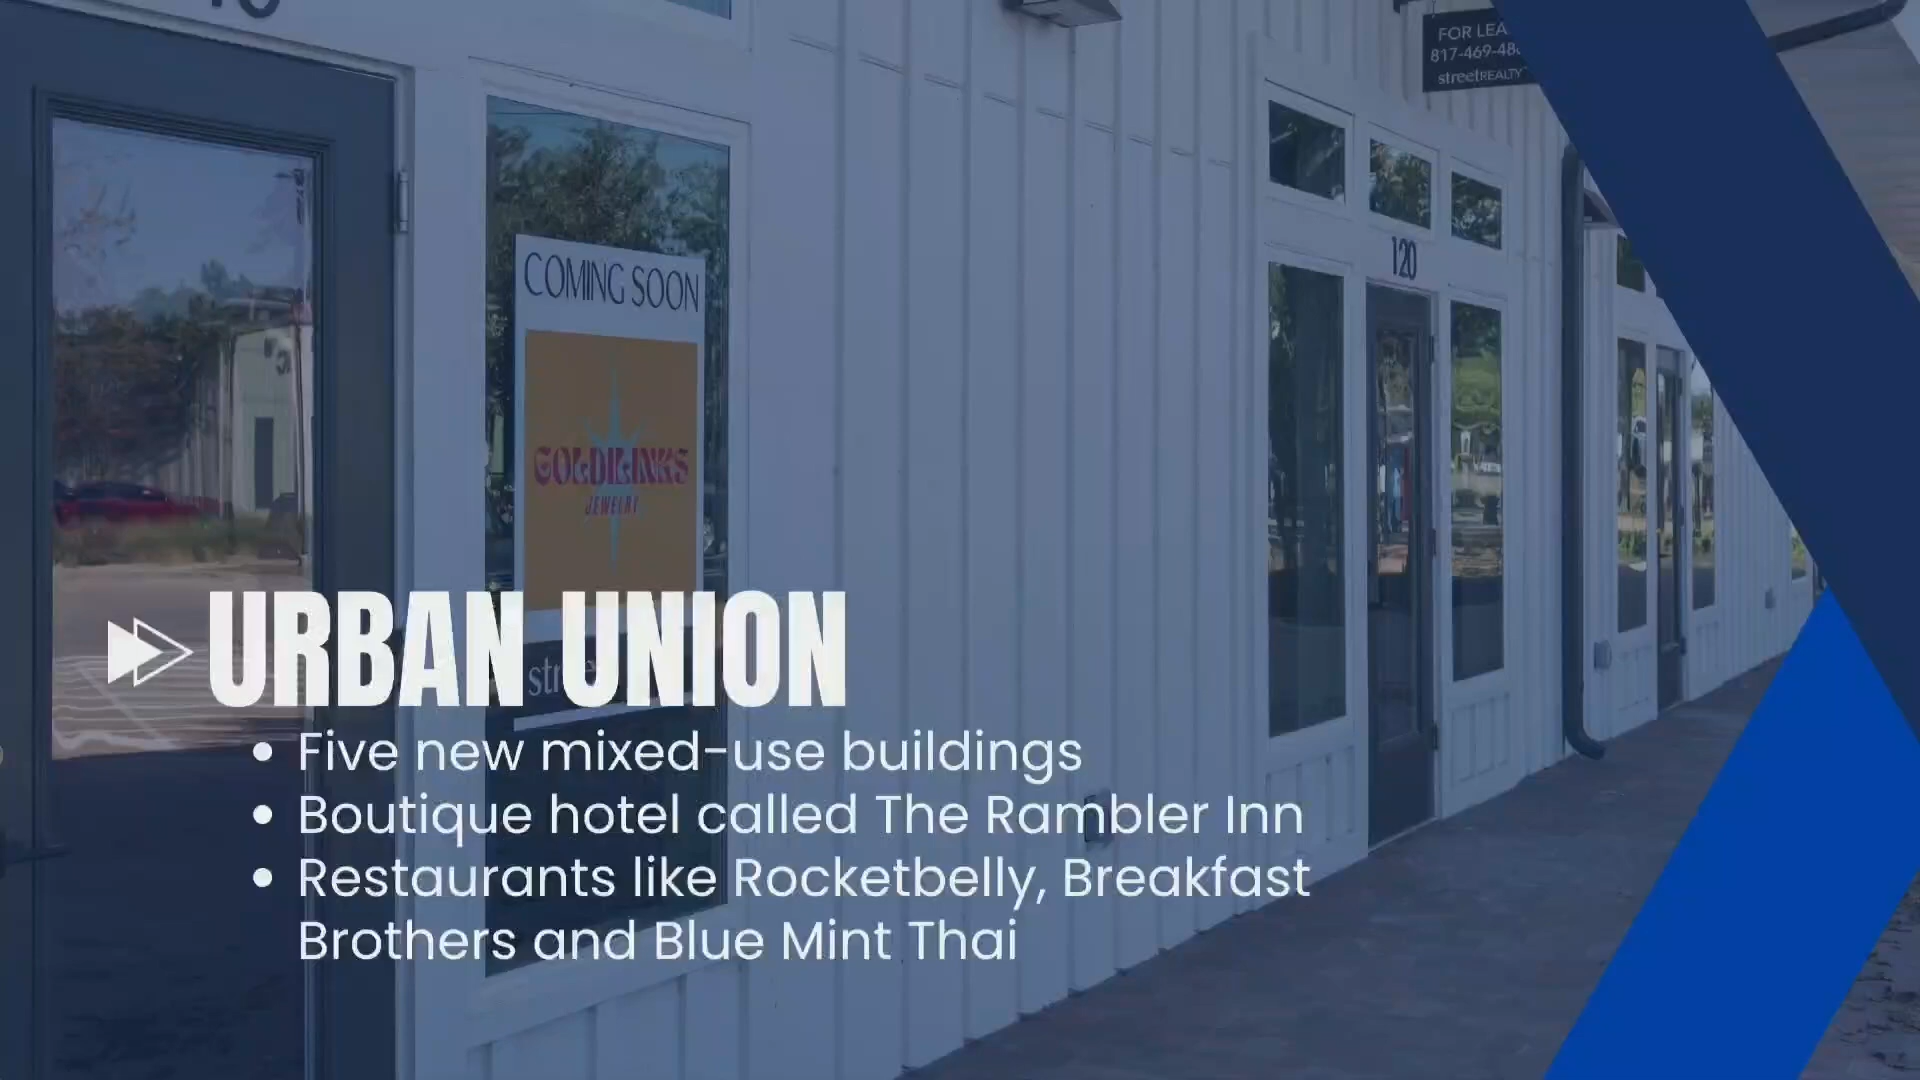 FOR LEA
817-469-48
streetREALTY
120
COMING SOON
GOLDILINKS
JEWELRY
URBAN UNION
• Five new mixed-use buildings
• Boutique hotel called The Rambler Inn
• Restaurants like Rocketbelly, Breakfast
Brothers and Blue Mint Thai